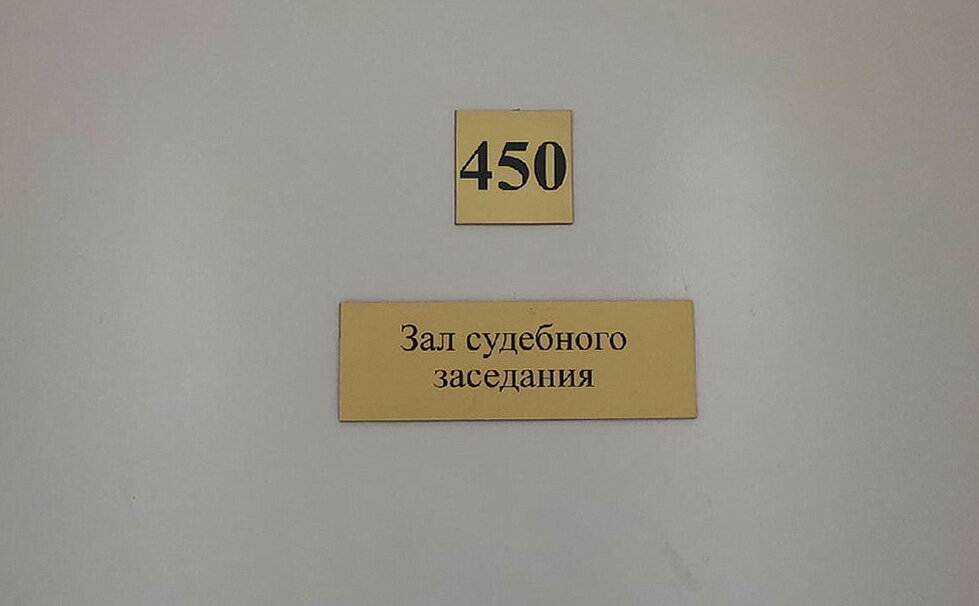 450
Зал судебного
заседания